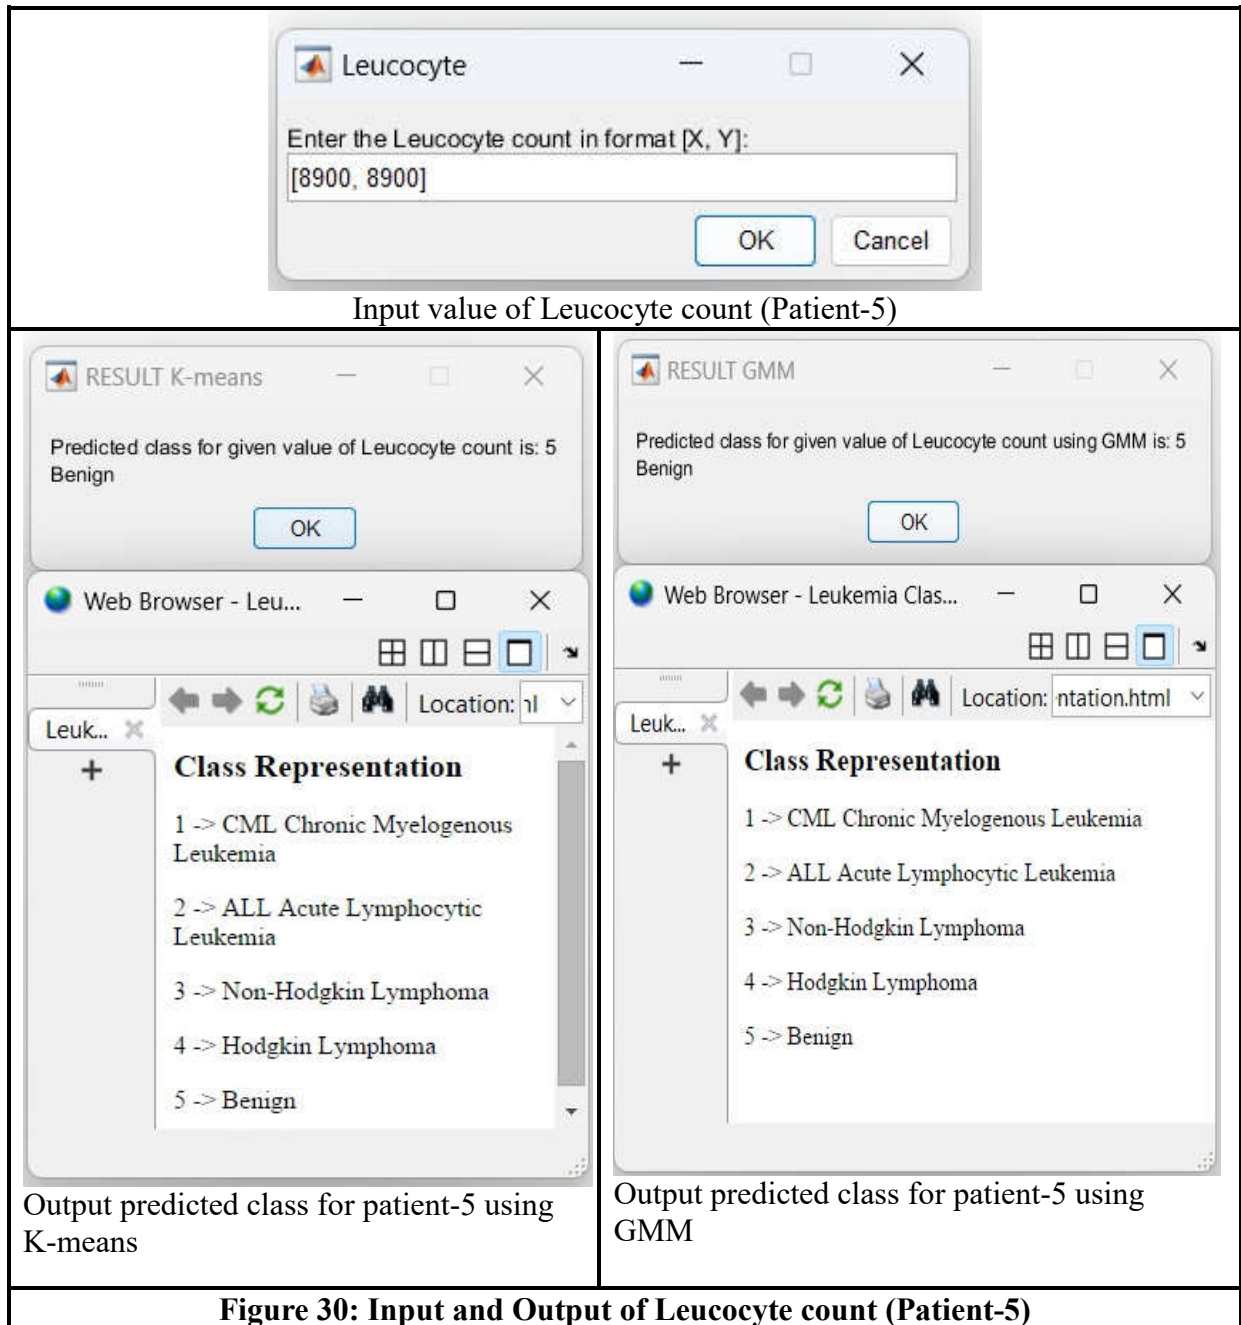 Leucocyte
Enter the Leucocyte count in format [X, Y]:
[8900, 8900]
OK
Cancel
Input value of Leucocyte count (Patient-5)
RESULT K-means
Predicted class for given value of Leucocyte count is: 5
Benign
OK
Web Browser - Leu...
Location:
Leuk...
+
Class Representation
1 -> CML Chronic Myelogenous
Leukemia
2 -> ALL Acute Lymphocytic
Leukemia
3 -> Non-Hodgkin Lymphoma
4 -> Hodgkin Lymphoma
5 -> Benign
Output predicted class for patient-5 using
K-means
RESULT GMM
Predicted class for given value of Leucocyte count using GMM is: 5
Benign
OK
Web Browser - Leukemia Clas...
Location: ntation.html
Leuk...
+
Class Representation
1 -> CML Chronic Myelogenous Leukemia
2 -> ALL Acute Lymphocytic Leukemia
3 -> Non-Hodgkin Lymphoma
4 -> Hodgkin Lymphoma
5 -> Benign
Output predicted class for patient-5 using
GMM
Figure 30: Input and Output of Leucocyte count (Patient-5)